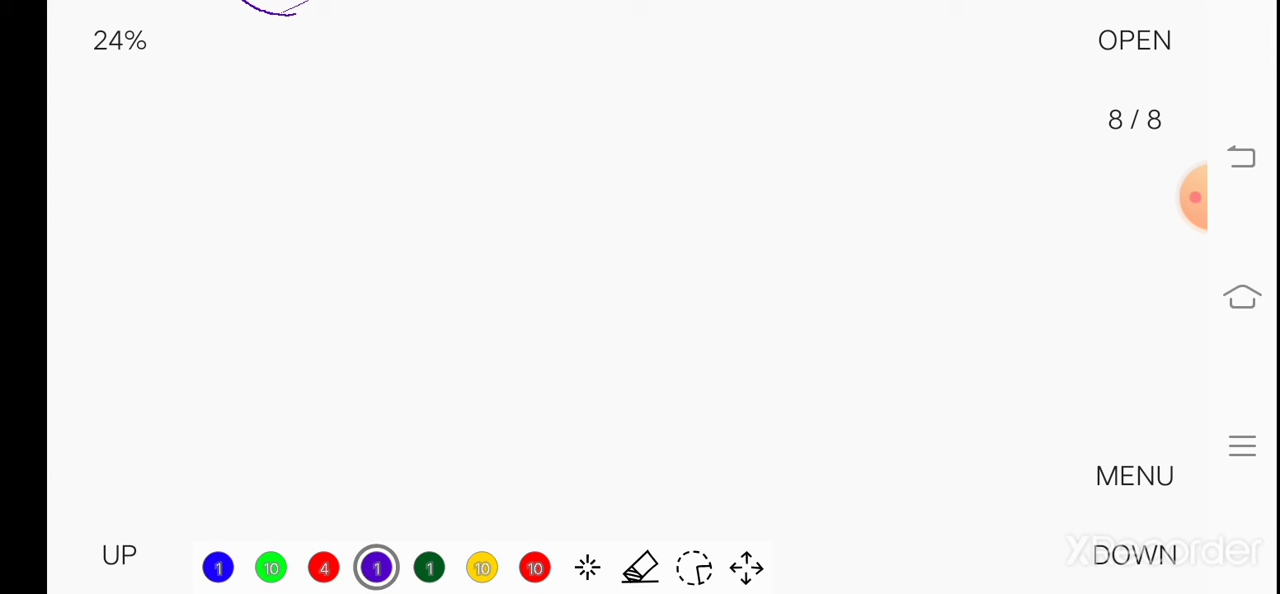 24%
OPEN
8 / 8
MENU
UP
1 10 4 1 1 10 10
DOWN
XRecorder